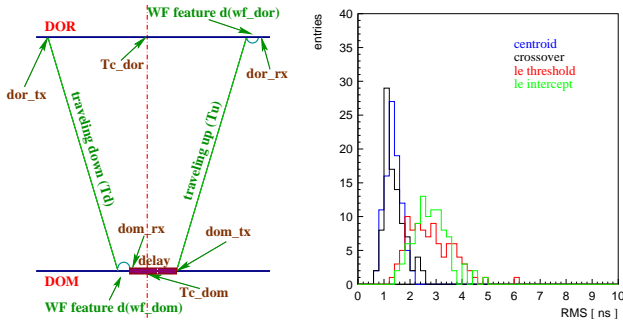 WF feature d(wf_dor)
DOR
Tc_dor
dor_tx
dor_rx
traveling down (Td)
traveling up (Tu)
dom_rx
dom_tx
delay
DOM
Tc_dom
WF feature d(wf_dom)
entries
40
35
30
25
20
15
10
5
0
centroid
crossover
le threshold
le intercept
0 1 2 3 4 5 6 7 8 9 10
RMS [ ns ]